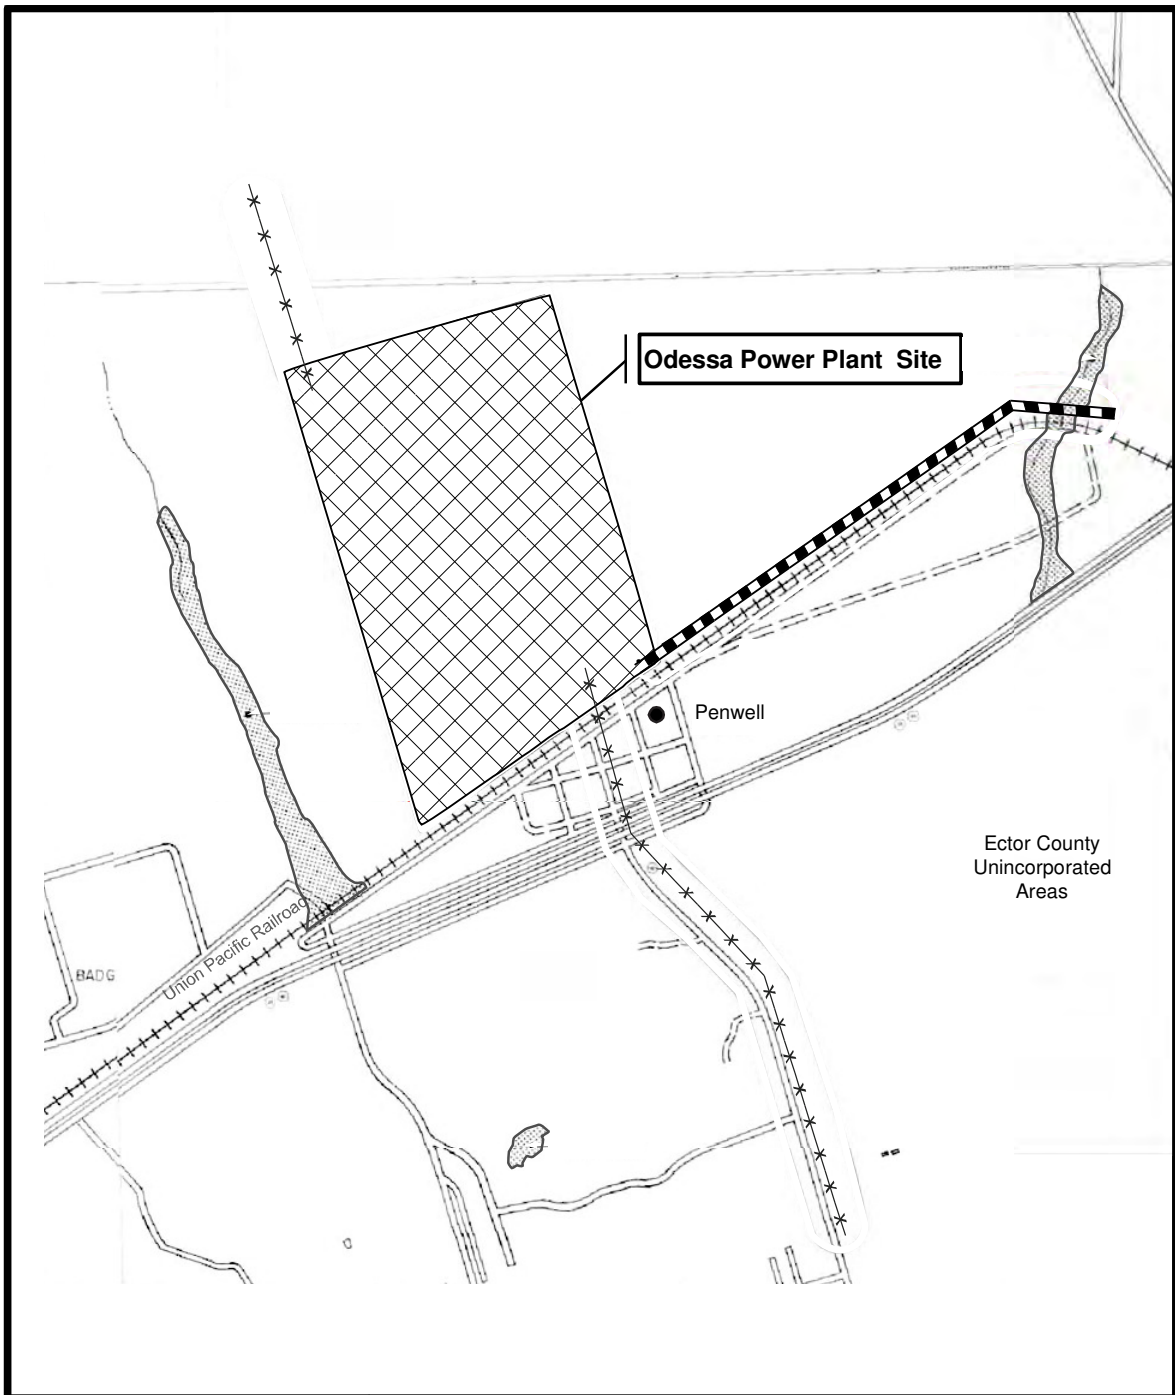 Odessa Power Plant Site
Penwell
Ector County
Unincorporated
Areas
Union Pacific Railroad
BADG